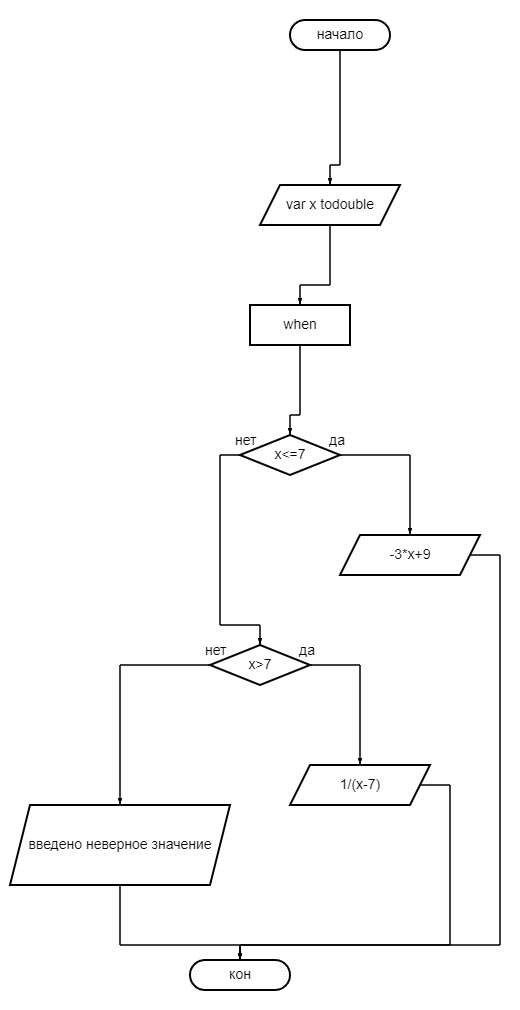 начало
var x todouble
when
нет
да
x<=7
-3*x+9
нет
да
x>7
1/(x-7)
введено неверное значение
кон